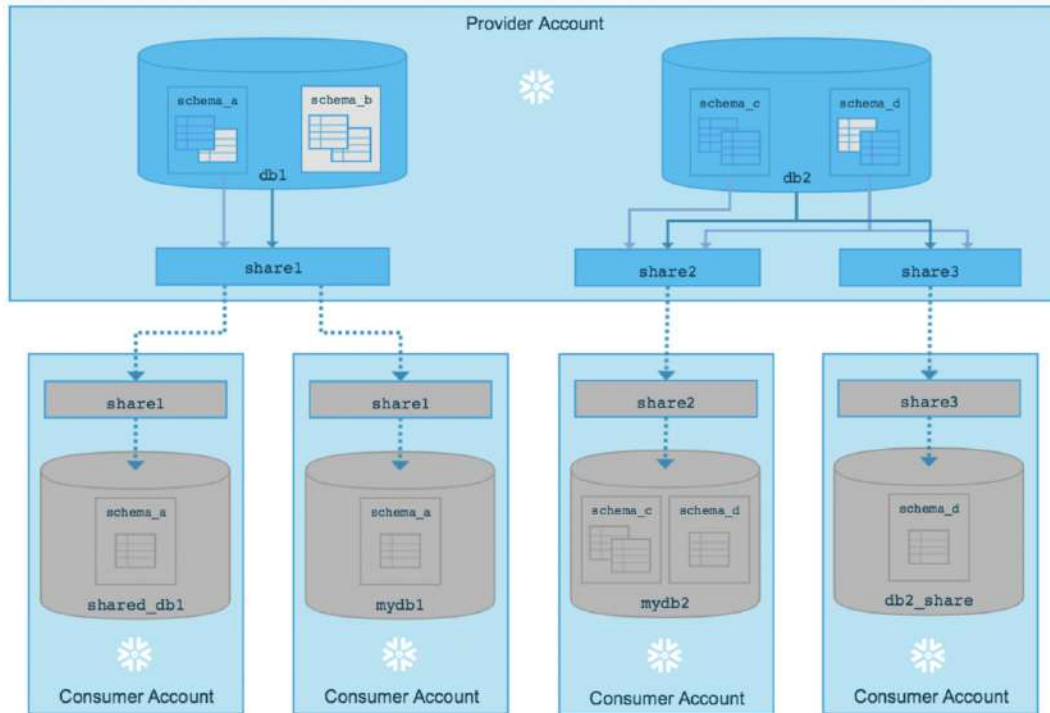 Provider Account
schema_a
schema_b
schema_c
schema_d
db1
db2
share1
share2
share3
share1
share1
share2
share3
schema_a
schema_a
schema_c
schema_d
schema_d
shared_db1
mydb1
mydb2
db2_share
Consumer Account
Consumer Account
Consumer Account
Consumer Account